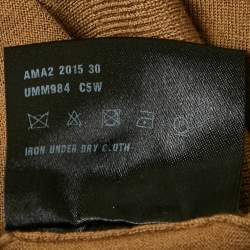 AMA2 2015 30
UMM984 C5W
IRON UNDER DRY CLOTH